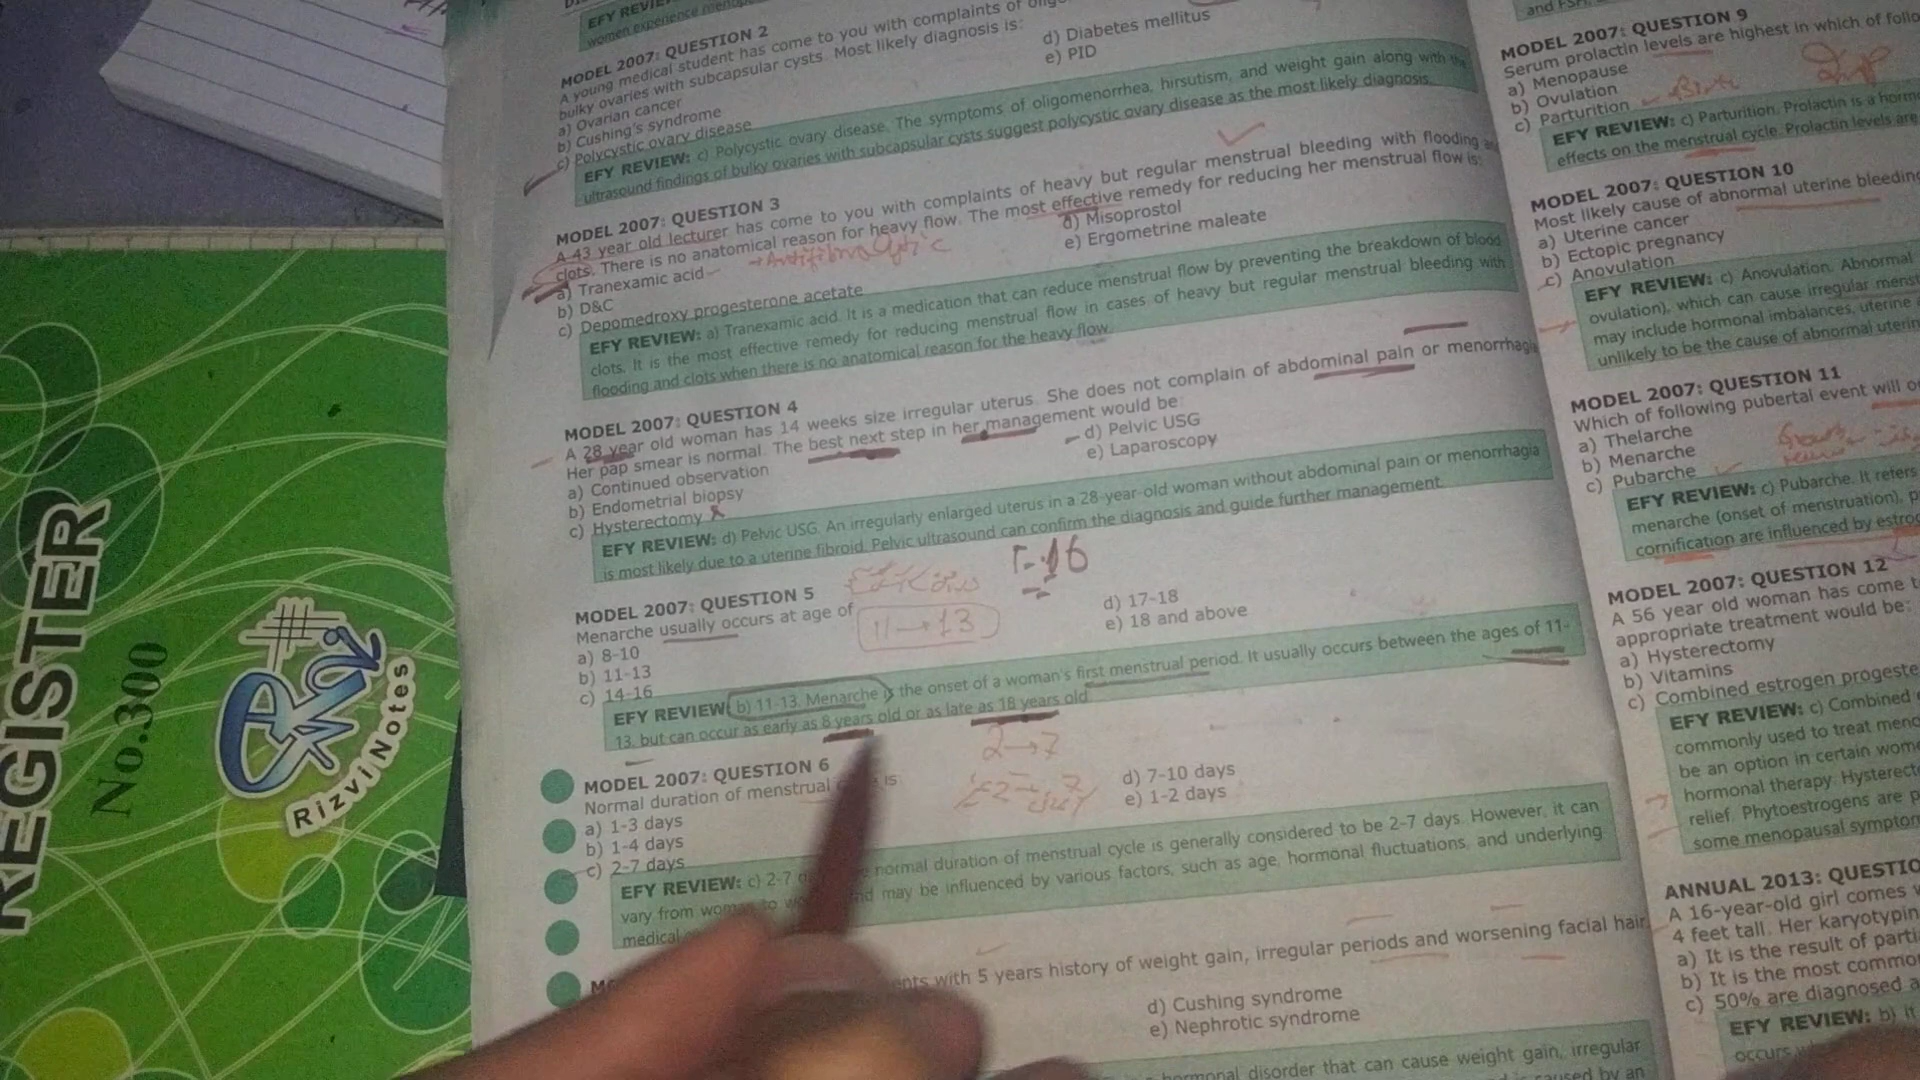 EFY REVIE
women experience menop
MODEL 2007: QUESTION 2
A young medical student has come to you with complaints of
bulky ovaries with subcapsular cysts. Most likely diagnosis is:
a) Ovarian cancer
b) Cushing's syndrome
c) Polycystic ovary disease
d) Diabetes mellitus
e) PID
EFY REVIEW: c) Polycystic ovary disease. The symptoms of oligomenorrhea, hirsutism, and weight gain along with the
ultrasound findings of bulky ovaries with subcapsular cysts suggest polycystic ovary disease as the most likely diagnosis.
MODEL 2007: QUESTION 3
A 43 year old lecturer has come to you with complaints of heavy but regular menstrual bleeding with flooding
clots. There is no anatomical reason for heavy flow. The most effective remedy for reducing her menstrual flow is:
a) Tranexamic acid
→Antifibrinolytic
b) D&C
c) Depomedroxy progesterone acetate
d) Misoprostol
e) Ergometrine maleate
EFY REVIEW: a) Tranexamic acid. It is a medication that can reduce menstrual flow by preventing the breakdown of blood
clots. It is the most effective remedy for reducing menstrual flow in cases of heavy but regular menstrual bleeding with
flooding and clots when there is no anatomical reason for the heavy flow.
MODEL 2007: QUESTION 4
A 28 year old woman has 14 weeks size irregular uterus. She does not complain of abdominal pain or menorrhagia
Her pap smear is normal. The best next step in her management would be:
a) Continued observation
b) Endometrial biopsy
c) Hysterectomy
d) Pelvic USG
e) Laparoscopy
EFY REVIEW: d) Pelvic USG. An irregularly enlarged uterus in a 28-year-old woman without abdominal pain or menorrhagia
is most likely due to a uterine fibroid. Pelvic ultrasound can confirm the diagnosis and guide further management.
MODEL 2007: QUESTION 5
Menarche usually occurs at age of
11→13
a) 8-10
b) 11-13
c) 14-16
d) 17-18
e) 18 and above
EFY REVIEW: b) 11-13. Menarche is the onset of a woman's first menstrual period. It usually occurs between the ages of 11-
13, but can occur as early as 8 years old or as late as 18 years old
2→7
MODEL 2007: QUESTION 6
Normal duration of menstrual is:
a) 1-3 days
b) 1-4 days
c) 2-7 days
d) 7-10 days
e) 1-2 days
EFY REVIEW: c) 2-7 normal duration of menstrual cycle is generally considered to be 2-7 days. However, it can
vary from woman to and may be influenced by various factors, such as age, hormonal fluctuations, and underlying
medical
with 5 years history of weight gain, irregular periods and worsening facial hair
d) Cushing syndrome
e) Nephrotic syndrome
hormonal disorder that can cause weight gain, irregular
caused by an
MODEL 2007: QUESTION 9
Serum prolactin levels are highest in which of
a) Menopause
b) Ovulation
c) Parturition
EFY REVIEW: c) Parturition. Prolactin is a
effects on the menstrual cycle. Prolactin levels are
MODEL 2007: QUESTION 10
Most likely cause of abnormal uterine bleeding
a) Uterine cancer
b) Ectopic pregnancy
c) Anovulation
EFY REVIEW: c) Anovulation. Abnormal
ovulation), which can cause irregular
may include hormonal imbalances, uterine
unlikely to be the cause of abnormal
MODEL 2007: QUESTION 11
Which of following pubertal event will
a) Thelarche
b) Menarche
c) Pubarche
EFY REVIEW: c) Pubarche. It refers
menarche (onset of menstruation),
cornification are influenced by
MODEL 2007: QUESTION 12
A 56 year old woman has come
appropriate treatment would be:
a) Hysterectomy
b) Vitamins
c) Combined estrogen
EFY REVIEW: c) Combined
commonly used to treat
be an option in certain
hormonal therapy.
relief. Phytoestrogens are
some menopausal
ANNUAL 2013:
A 16-year-old girl comes
4 feet tall. Her
a) It is the result of
b) It is the most
c) 50% are diagnosed
EFY REVIEW: b) It
occurs
REGISTER
No.300
Rizvi Notes